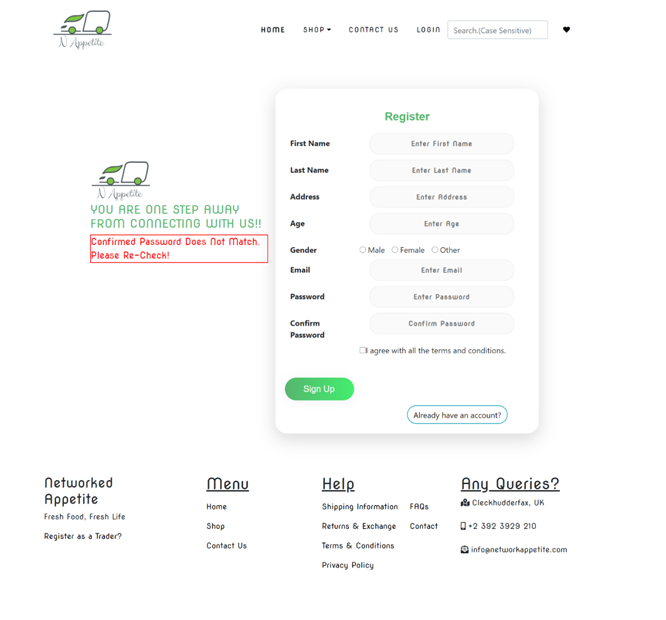 N Appetite
HOME SHOP CONTACT US LOGIN Search.(Case Sensitive)
Register
First Name Enter First Name
Last Name Enter Last Name
Address Enter Address
Age Enter Age
Gender Male Female Other
Email Enter Email
Password Enter Password
Confirm Password Confirm Password
I agree with all the terms and conditions.
Sign Up
Already have an account?
N Appetite
YOU ARE ONE STEP AWAY
FROM CONNECTING WITH US!!
Confirmed Password Does Not Match.
Please Re-Check!
Networked
Appetite
Fresh Food, Fresh Life
Register as a Trader?
Menu
Home
Shop
Contact Us
Help
Shipping Information FAQs
Returns & Exchange Contact
Terms & Conditions
Privacy Policy
Any Queries?
Cleckhudderfax, UK
+2 392 3929 210
info@networkappetite.com